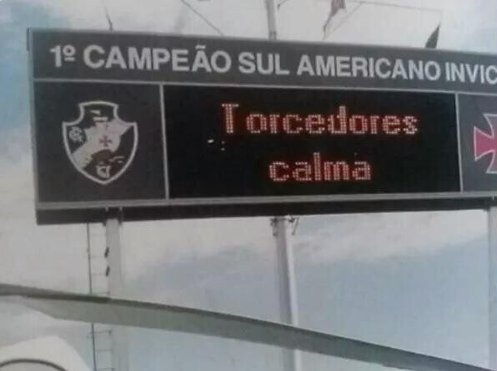 1º CAMPEÃO SUL AMERICANO INVIC
Torcedores
calma